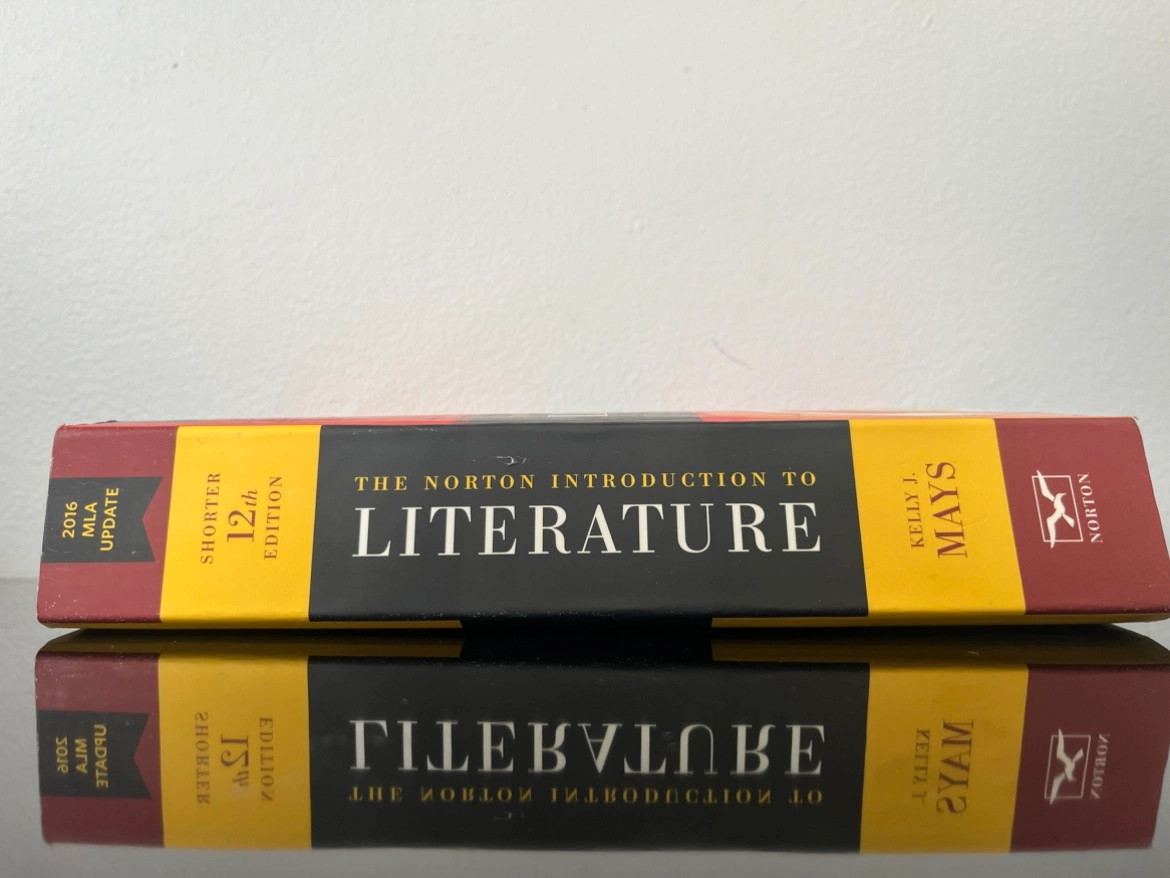 2016
MLA
UPDATE
SHORTER
12th
EDITION
THE NORTON INTRODUCTION TO
LITERATURE
KELLY J.
MAYS
NORTON